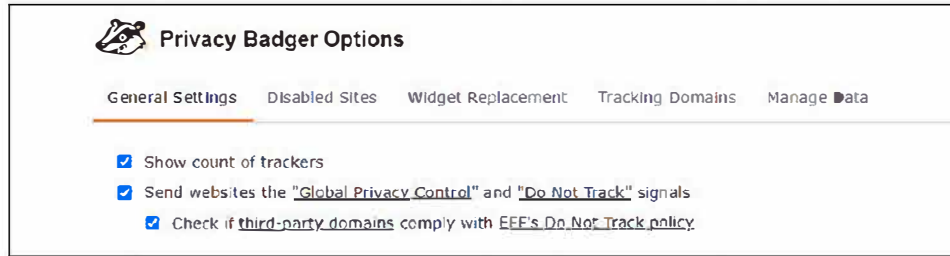 Privacy Badger Options
General Settings Disabled Sites Widget Replacement Tracking Domains Manage Data
Show count of trackers
Send websites the "Global Privacy Control" and "Do Not Track" signals
Check if third-party domains comply with EFF's Do Not Track policy